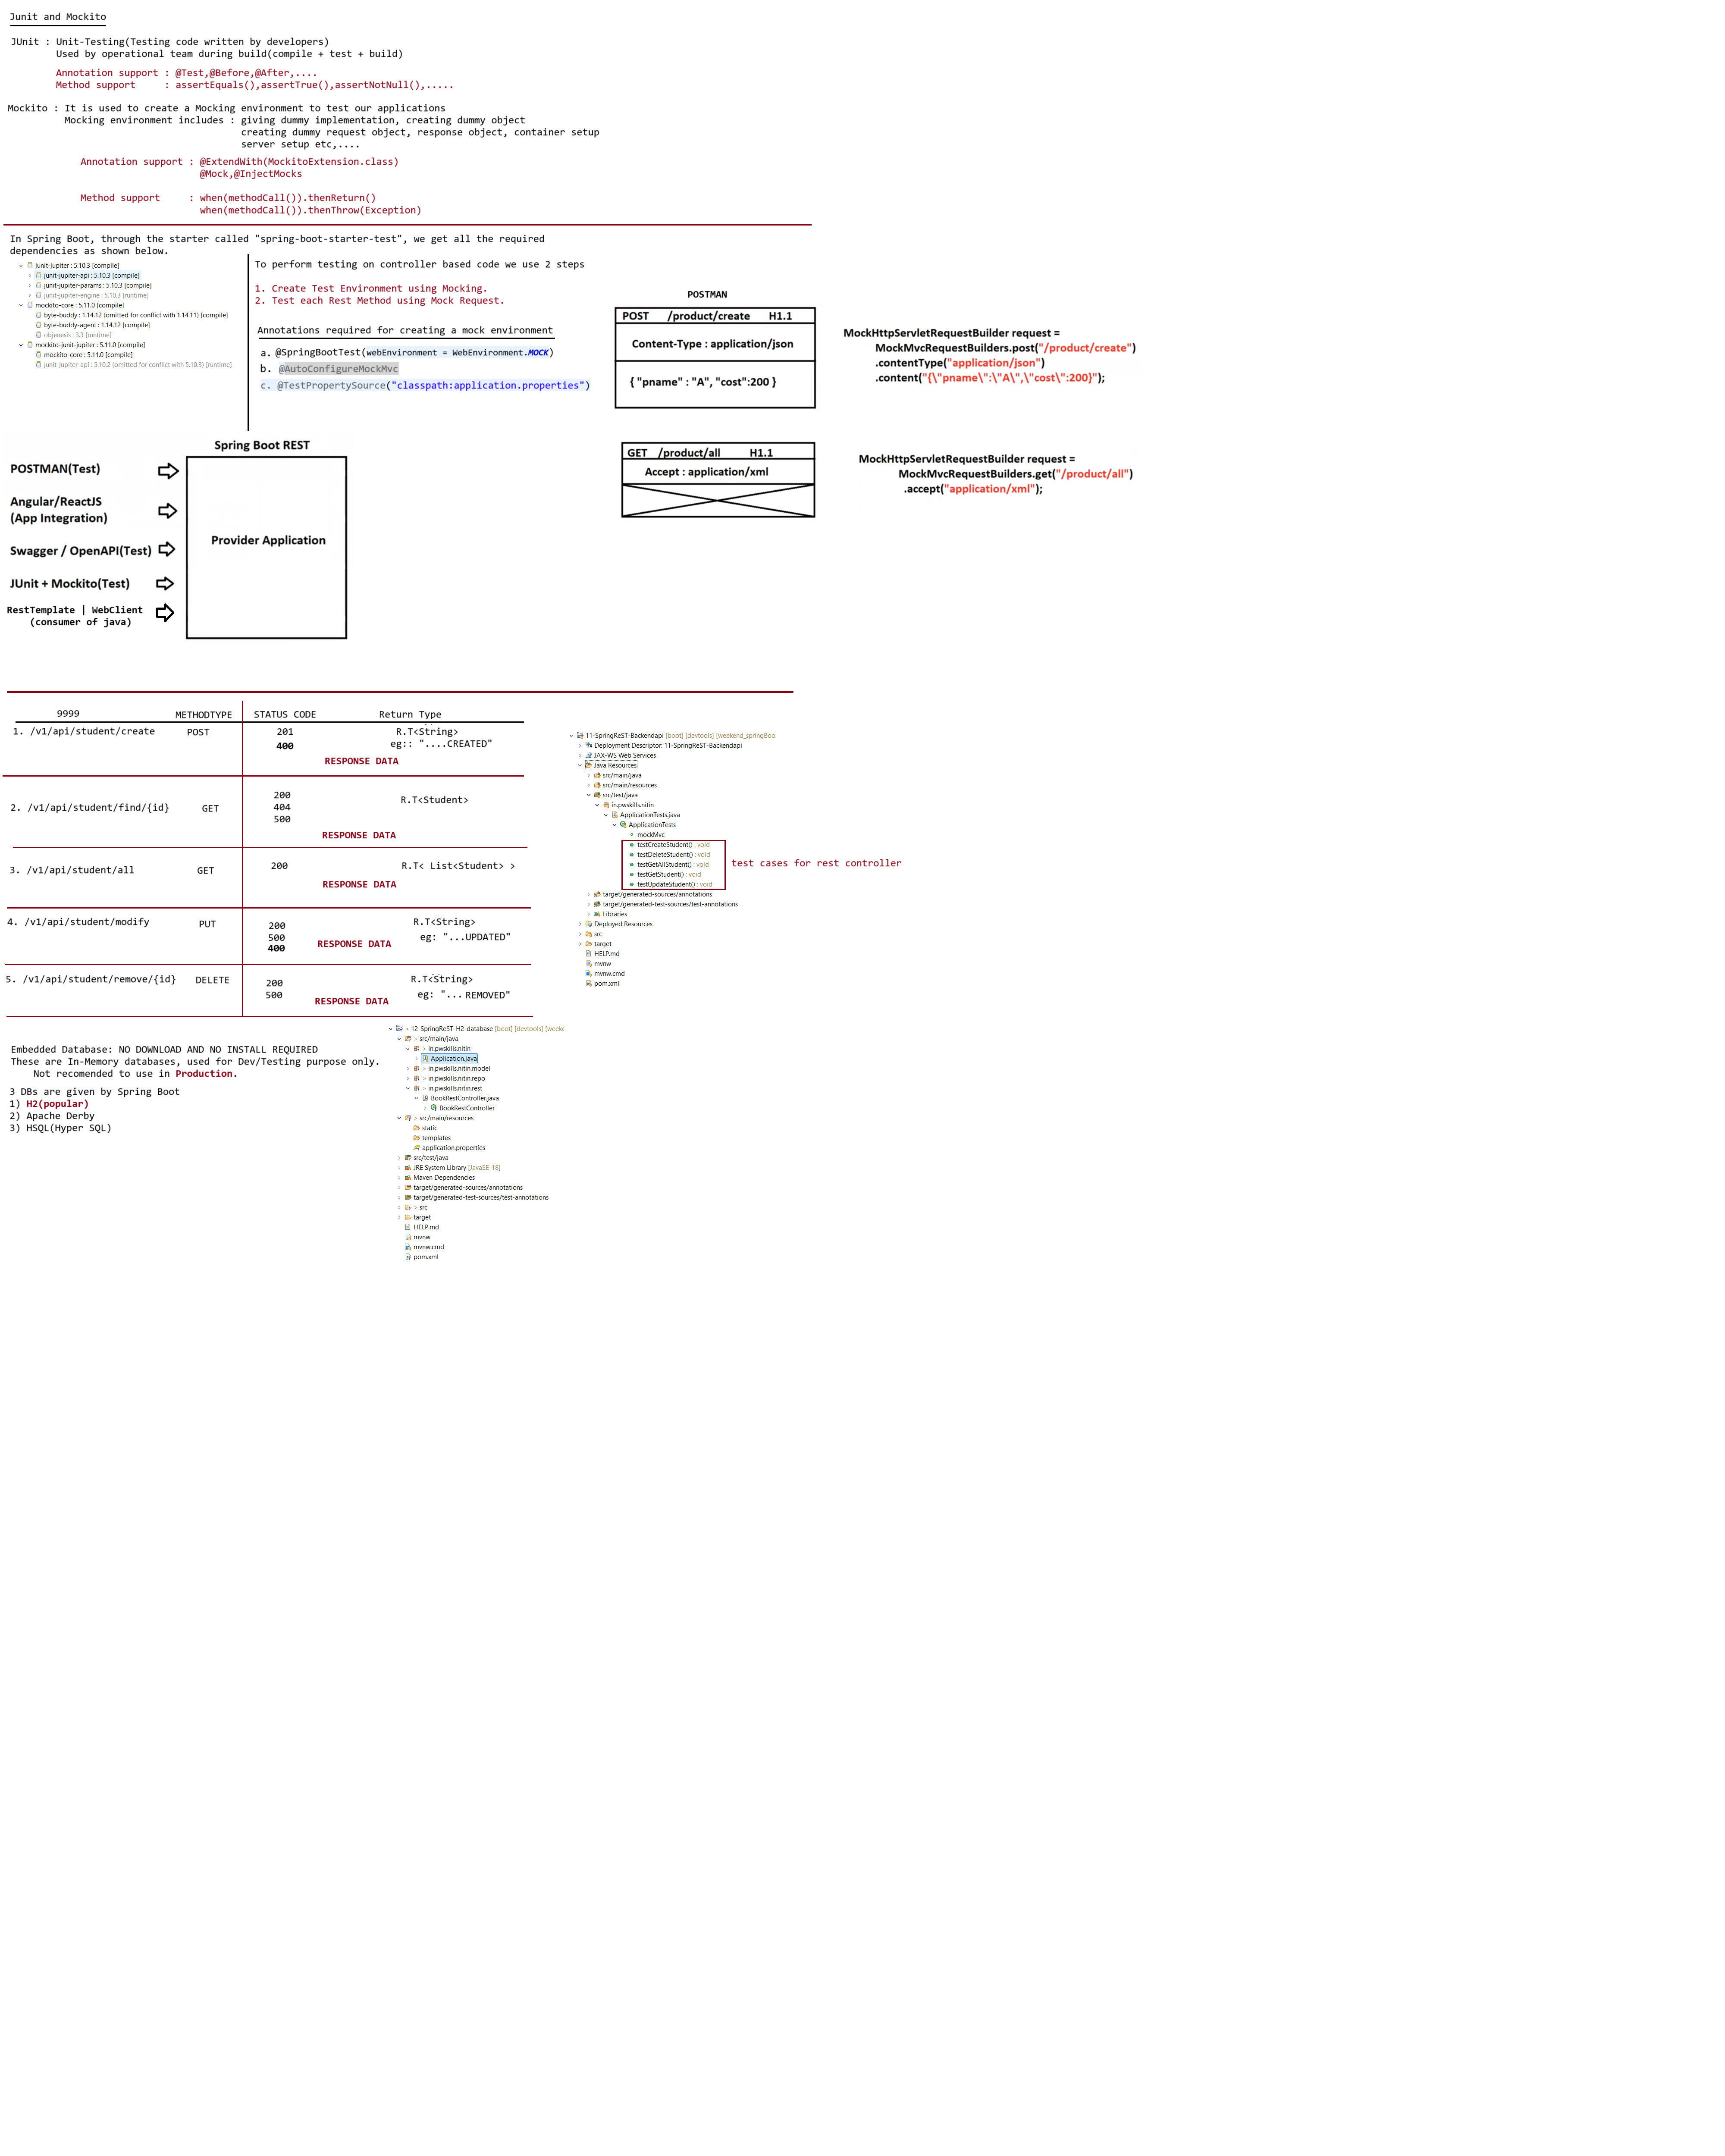 Junit and Mockito
JUnit : Unit-Testing(Testing code written by developers)
Used by operational team during build(compile + test + build)
Annotation support : @Test,@Before,@After,....
Method support     : assertEquals(),assertTrue(),assertNotNull(),.....
Mockito : It is used to create a Mocking environment to test our applications
Mocking environment includes : giving dummy implementation, creating dummy object
creating dummy request object, response object, container setup
server setup etc,....
Annotation support : @ExtendWith(MockitoExtension.class)
@Mock,@InjectMocks
Method support     : when(methodCall()).thenReturn()
when(methodCall()).thenThrow(Exception)
In Spring Boot, through the starter called "spring-boot-starter-test", we get all the required
dependencies as shown below.
junit-jupiter : 5.10.3 [compile]
junit-jupiter-api : 5.10.3 [compile]
junit-jupiter-params : 5.10.3 [compile]
junit-jupiter-engine : 5.10.3 [runtime]
mockito-core : 5.11.0 [compile]
byte-buddy : 1.14.12 (omitted for conflict with 1.14.11) [compile]
byte-buddy-agent : 1.14.12 [compile]
objenesis : 3.3 [runtime]
mockito-junit-jupiter : 5.11.0 [compile]
mockito-core : 5.11.0 [compile]
junit-jupiter-api : 5.10.2 (omitted for conflict with 5.10.3) [runtime]
To perform testing on controller based code we use 2 steps
1. Create Test Environment using Mocking.
2. Test each Rest Method using Mock Request.
Annotations required for creating a mock environment
a. @SpringBootTest(webEnvironment = WebEnvironment.MOCK)
b. @AutoConfigureMockMvc
c. @TestPropertySource("classpath:application.properties")
POSTMAN
POST /product/create H1.1
Content-Type : application/json
{ "pname" : "A", "cost":200 }
MockHttpServletRequestBuilder request =
MockMvcRequestBuilders.post("/product/create")
.contentType("application/json")
.content("{\"pname\":\"A\",\"cost\":200}");
GET /product/all H1.1
Accept : application/xml
MockHttpServletRequestBuilder request =
MockMvcRequestBuilders.get("/product/all")
.accept("application/xml");
Spring Boot REST
POSTMAN(Test)
Angular/ReactJS
(App Integration)
Swagger / OpenAPI(Test)
JUnit + Mockito(Test)
RestTemplate | WebClient
(consumer of java)
Provider Application
9999 METHODTYPE STATUS CODE Return Type
1. /v1/api/student/create POST 201 R.T<String>
400 eg:: "....CREATED"
RESPONSE DATA
2. /v1/api/student/find/{id} GET 200 R.T<Student>
404
500
RESPONSE DATA
3. /v1/api/student/all GET 200 R.T< List<Student> >
RESPONSE DATA
4. /v1/api/student/modify PUT 200 R.T<String>
500 eg: "...UPDATED"
400 RESPONSE DATA
5. /v1/api/student/remove/{id} DELETE 200 R.T<String>
500 eg: "... REMOVED"
RESPONSE DATA
11-SpringReST-Backendapi [boot] [devtools] [weekend_springBoo
Deployment Descriptor: 11-SpringReST-Backendapi
JAX-WS Web Services
Java Resources
src/main/java
src/main/resources
src/test/java
in.pwskills.nitin
ApplicationTests.java
ApplicationTests
mockMvc
testCreateStudent() : void
testDeleteStudent() : void
testGetAllStudent() : void
testGetStudent() : void
testUpdateStudent() : void
test cases for rest controller
target/generated-sources/annotations
target/generated-test-sources/test-annotations
Libraries
Deployed Resources
src
target
HELP.md
mvnw
mvnw.cmd
pom.xml
Embedded Database: NO DOWNLOAD AND NO INSTALL REQUIRED
These are In-Memory databases, used for Dev/Testing purpose only.
Not recomended to use in Production.
3 DBs are given by Spring Boot
1) H2(popular)
2) Apache Derby
3) HSQL(Hyper SQL)
> 12-SpringReST-H2-database [boot] [devtools] [weeke
> src/main/java
> in.pwskills.nitin
Application.java
> in.pwskills.nitin.model
> in.pwskills.nitin.repo
> in.pwskills.nitin.rest
BookRestController.java
BookRestController
> src/main/resources
static
templates
application.properties
src/test/java
JRE System Library [JavaSE-18]
Maven Dependencies
target/generated-sources/annotations
target/generated-test-sources/test-annotations
> src
target
HELP.md
mvnw
mvnw.cmd
pom.xml